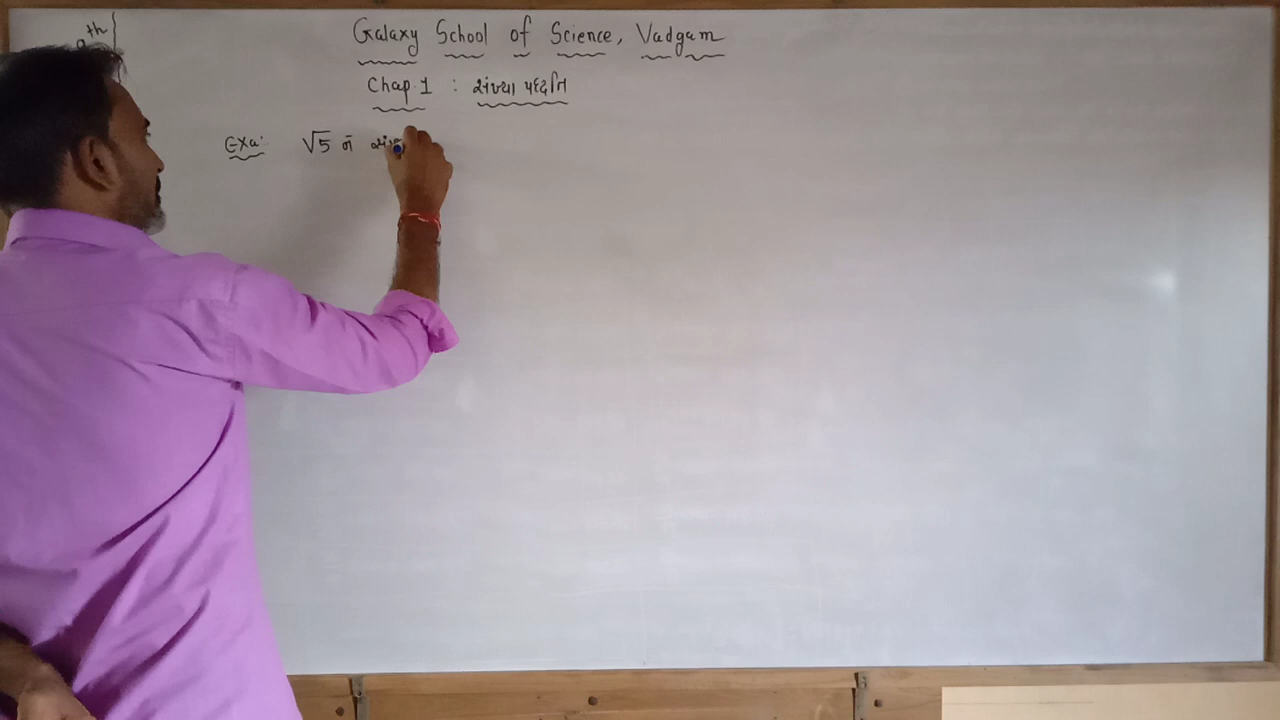 9th
Galaxy School of Science, Vadgam
Chap 1 : સંખ્યા પદ્ધતિ
Exa: √5 ને